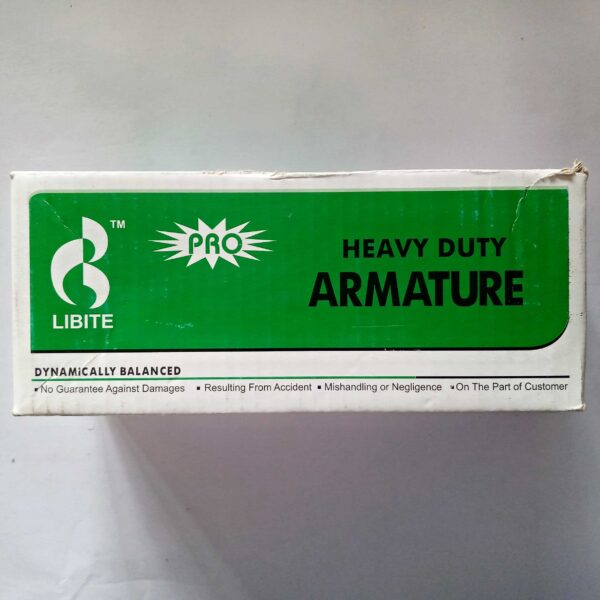 TM
LIBITE
PRO
HEAVY DUTY
ARMATURE
DYNAMiCALLY BALANCED
▪ No Guarantee Against Damages ▪ Resulting From Accident ▪ Mishandling or Negligence ▪ On The Part of Customer